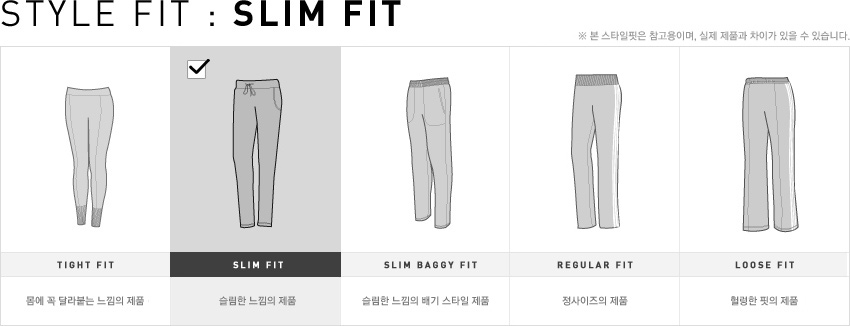 STYLE FIT : SLIM FIT
※ 본 스타일핏은 참고용이며, 실제 제품과 차이가 있을 수 있습니다.
TIGHT FIT
SLIM FIT
SLIM BAGGY FIT
REGULAR FIT
LOOSE FIT
몸에 꼭 달라붙는 느낌의 제품
슬림한 느낌의 제품
슬림한 느낌의 배기 스타일 제품
정사이즈의 제품
헐렁한 핏의 제품